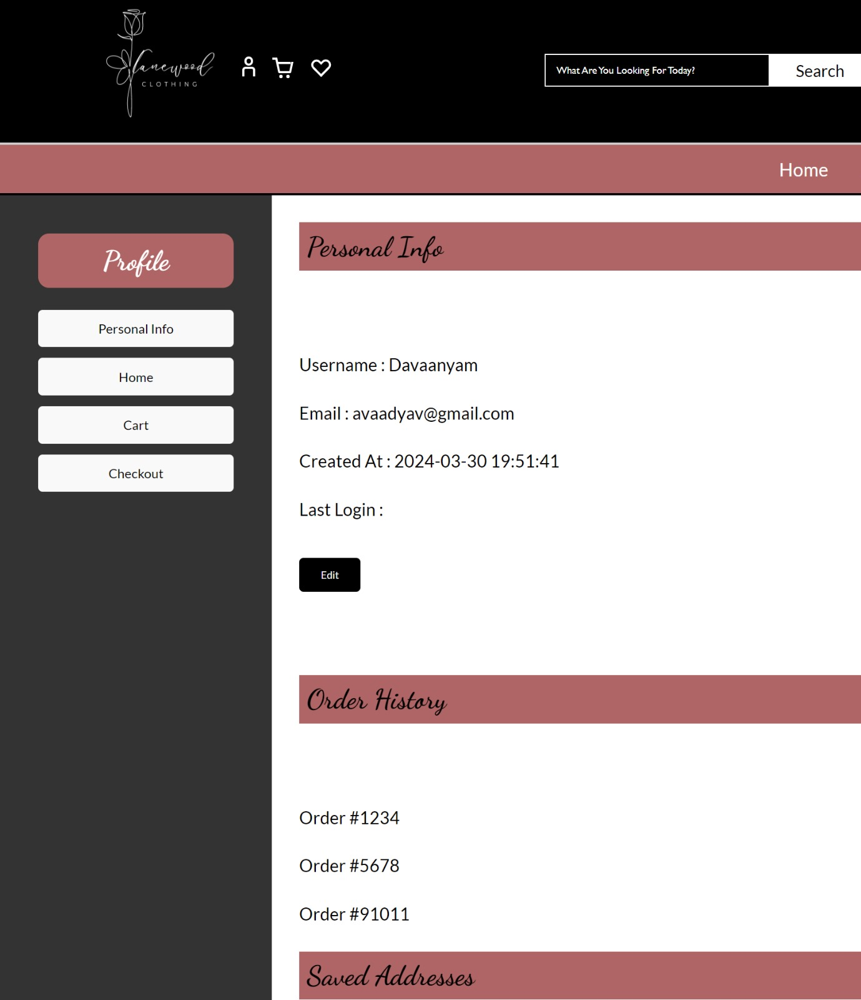 Lanewood
CLOTHING
What Are You Looking For Today?
Search
Home
Profile
Personal Info
Home
Cart
Checkout
Personal Info
Username : Davaanyam
Email : avaadyav@gmail.com
Created At : 2024-03-30 19:51:41
Last Login :
Edit
Order History
Order #1234
Order #5678
Order #91011
Saved Addresses